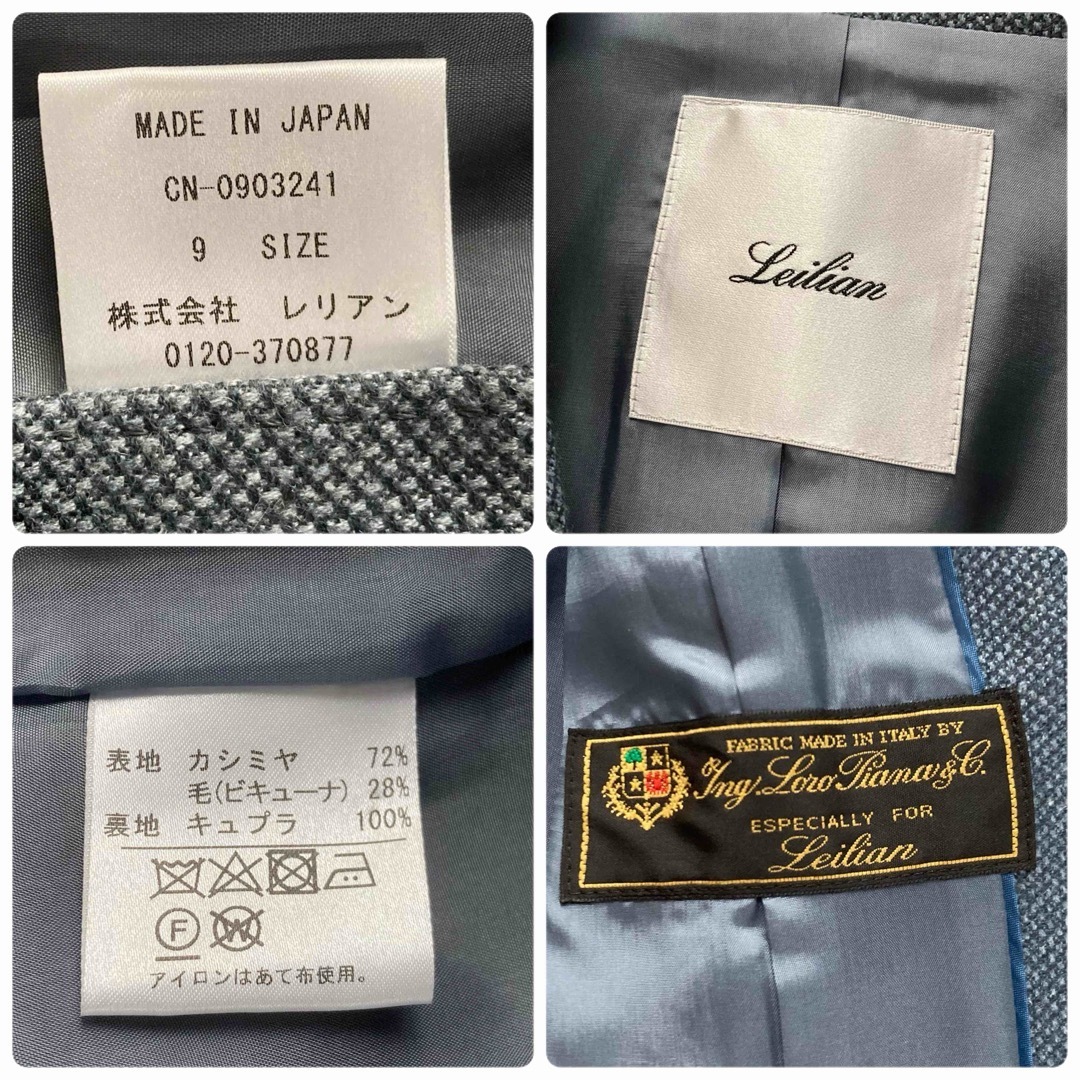 MADE IN JAPAN
CN-0903241
9 SIZE
株式会社 レリアン
0120-370877
Leilian
表地 カシミヤ 72%
毛(ビキューナ) 28%
裏地 キュプラ 100%
F W
アイロンはあて布使用。
FABRIC MADE IN ITALY BY
Ing. Loro Piana & C.
ESPECIALLY FOR
Leilian